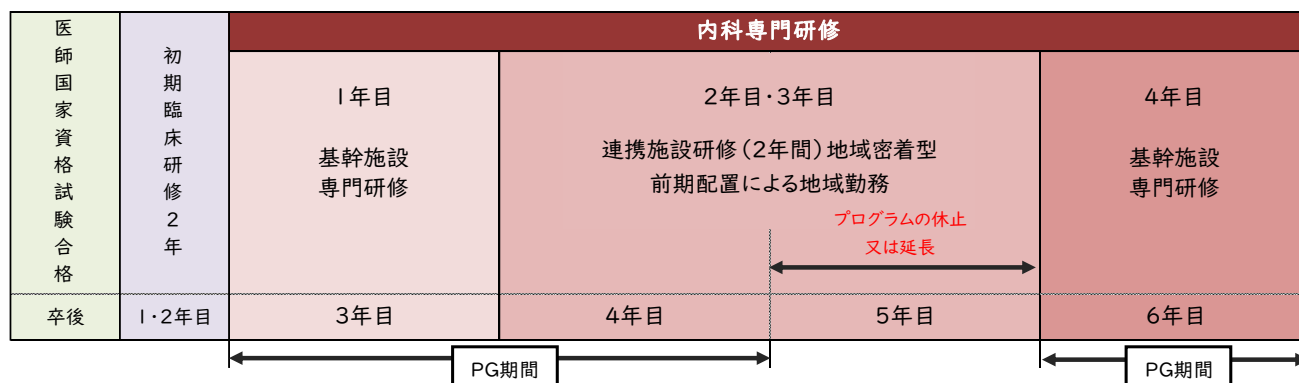 医師国家資格試験合格
初期臨床研修2年
内科専門研修
1年目
基幹施設
専門研修
2年目・3年目
連携施設研修(2年間)地域密着型
前期配置による地域勤務
プログラムの休止
又は延長
4年目
基幹施設
専門研修
卒後
1・2年目
3年目
4年目
5年目
6年目
PG期間
PG期間